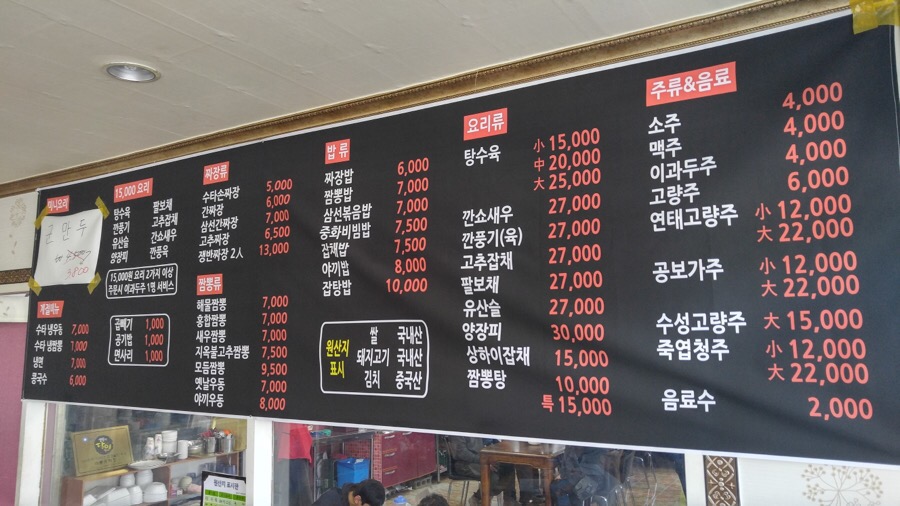 군만두
5,800
계절메뉴
수타 냉우동 7,000
수타 냉짬뽕 7,000
냉면 7,000
콩국수 6,000
15,000 요리
탕수육 팔보채
깐풍기 고추잡채
유산슬 깐쇼새우
양장피 깐풍육
15,000원 요리 2가지 이상
주문시 이과두주 1병 서비스
곱빼기 1,000
공기밥 1,000
면사리 1,000
짜장류
수타손짜장 5,000
간짜장 6,000
삼선간짜장 7,000
고추짜장 6,500
쟁반짜장 2人 13,000
짬뽕류
해물짬뽕 7,000
홍합짬뽕 7,000
새우짬뽕 7,000
지옥불고추짬뽕 7,500
모듬짬뽕 9,500
옛날우동 7,000
야끼우동 8,000
밥 류
짜장밥 6,000
짬뽕밥 7,000
삼선볶음밥 7,000
중화비빔밥 7,500
잡채밥 7,500
야끼밥 8,000
잡탕밥 10,000
원산지 표시
쌀 국내산
돼지고기 국내산
김치 중국산
요리류
탕수육 小 15,000
中 20,000
大 25,000
깐쇼새우 27,000
깐풍기(육) 27,000
고추잡채 27,000
팔보채 27,000
유산슬 27,000
양장피 30,000
상하이잡채 15,000
짬뽕탕 10,000
특 15,000
주류&음료
소주 4,000
맥주 4,000
이과두주 4,000
고량주 6,000
연태고량주 小 12,000
大 22,000
공보가주 小 12,000
大 22,000
수성고량주 大 15,000
죽엽청주 小 12,000
大 22,000
음료수 2,000
원산지 표시판